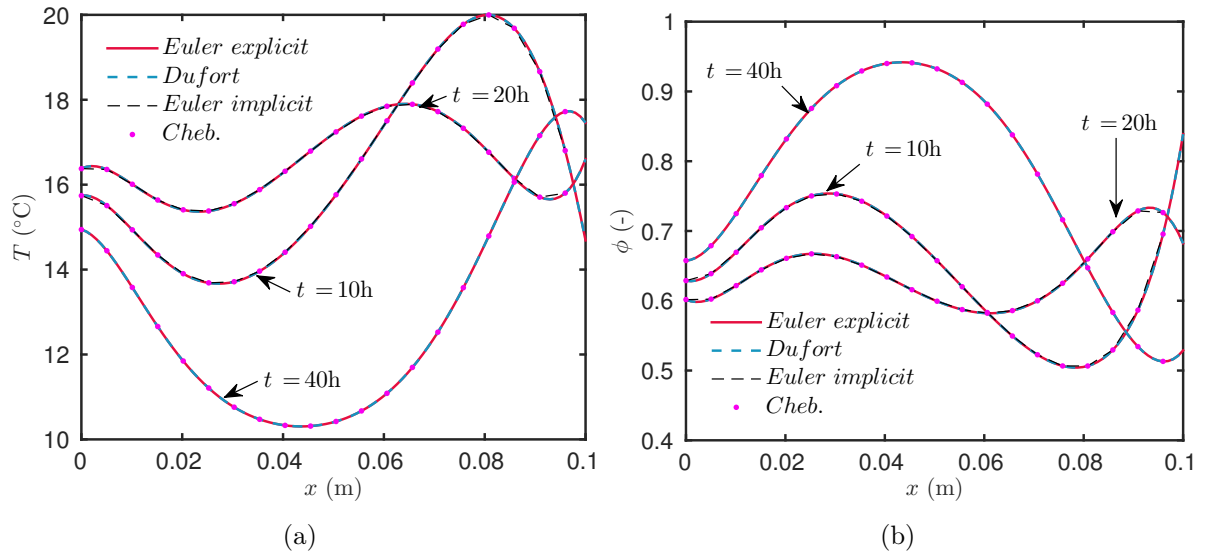 20
18
16
14
12
10
T (°C)
Euler explicit
Dufort
Euler implicit
Cheb.
t = 20h
t = 10h
t = 40h
0
0.02
0.04
0.06
0.08
0.1
x (m)
(a)
1
0.9
0.8
0.7
0.6
0.5
0.4
ϕ (-)
t = 40h
t = 20h
t = 10h
Euler explicit
Dufort
Euler implicit
Cheb.
0
0.02
0.04
0.06
0.08
0.1
x (m)
(b)